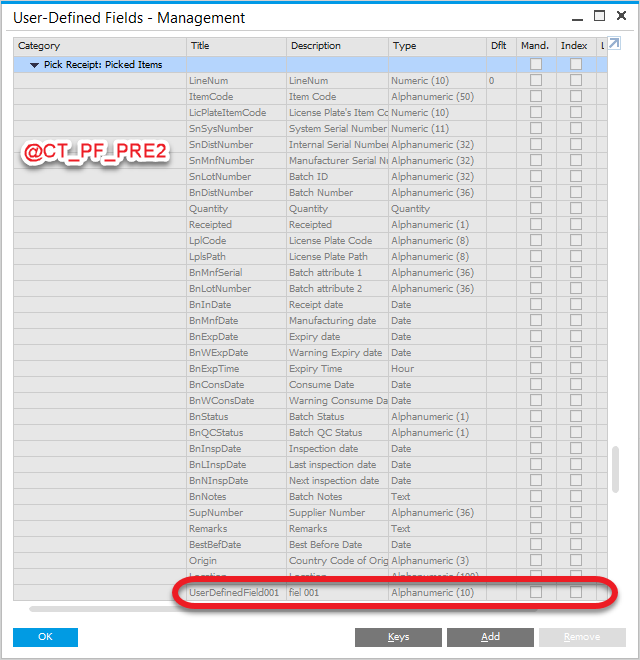 User-Defined Fields - Management
Category Title Description Type Dflt Mand. Index L
Pick Receipt: Picked Items
LineNum LineNum Numeric (10) 0
ItemCode Item Code Alphanumeric (50)
LicPlateItemCode License Plate's Item Cc Numeric (10)
SnSysNumber System Serial Number Numeric (11)
SnDistNumber Internal Serial Number Alphanumeric (32)
@CT_PF_PRE2
SnMnfNumber Manufacturer Serial Nu Alphanumeric (32)
SnLotNumber Batch ID Alphanumeric (32)
BnDistNumber Batch Number Alphanumeric (36)
Quantity Quantity Quantity
Receipted Receipted Alphanumeric (1)
LplCode License Plate Code Alphanumeric (8)
LplsPath License Plate Path Alphanumeric (8)
BnMnfSerial Batch attribute 1 Alphanumeric (36)
BnLotNumber Batch attribute 2 Alphanumeric (36)
BnInDate Receipt date Date
BnMnfDate Manufacturing date Date
BnExpDate Expiry date Date
BnWExpDate Warning Expiry date Date
BnExpTime Expiry Time Hour
BnConsDate Consume Date Date
BnWConsDate Warning Consume Da Date
BnStatus Batch Status Alphanumeric (1)
BnQCStatus Batch QC Status Alphanumeric (1)
BnInspDate Inspection date Date
BnLInspDate Last inspection date Date
BnNInspDate Next inspection date Date
BnNotes Batch Notes Text
SupNumber Supplier Number Alphanumeric (36)
Remarks Remarks Text
BestBefDate Best Before Date Date
Origin Country Code of Orig Alphanumeric (3)
Location Location Alphanumeric (100)
UserDefinedField001 fiel 001 Alphanumeric (10)
OK Keys Add Remove